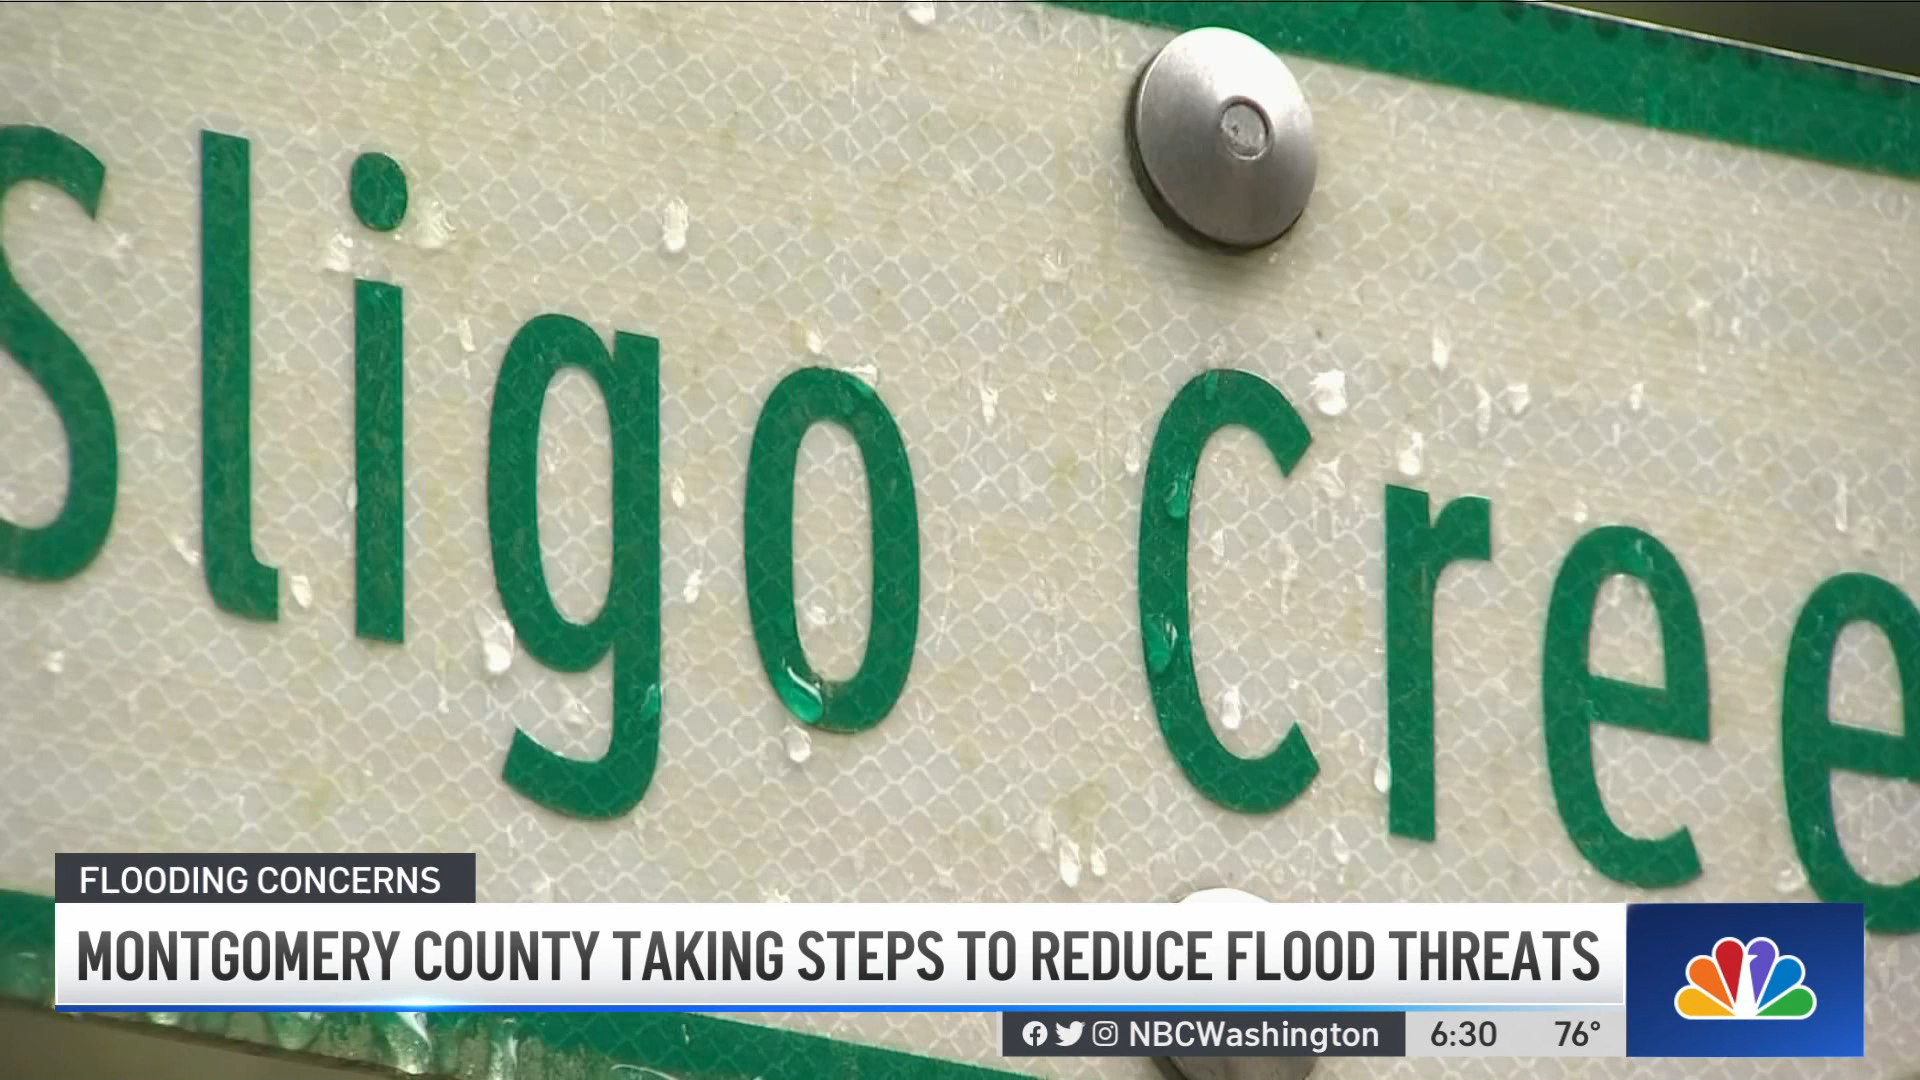 Sligo Cree
FLOODING CONCERNS
MONTGOMERY COUNTY TAKING STEPS TO REDUCE FLOOD THREATS
NBCWashington 6:30 76°